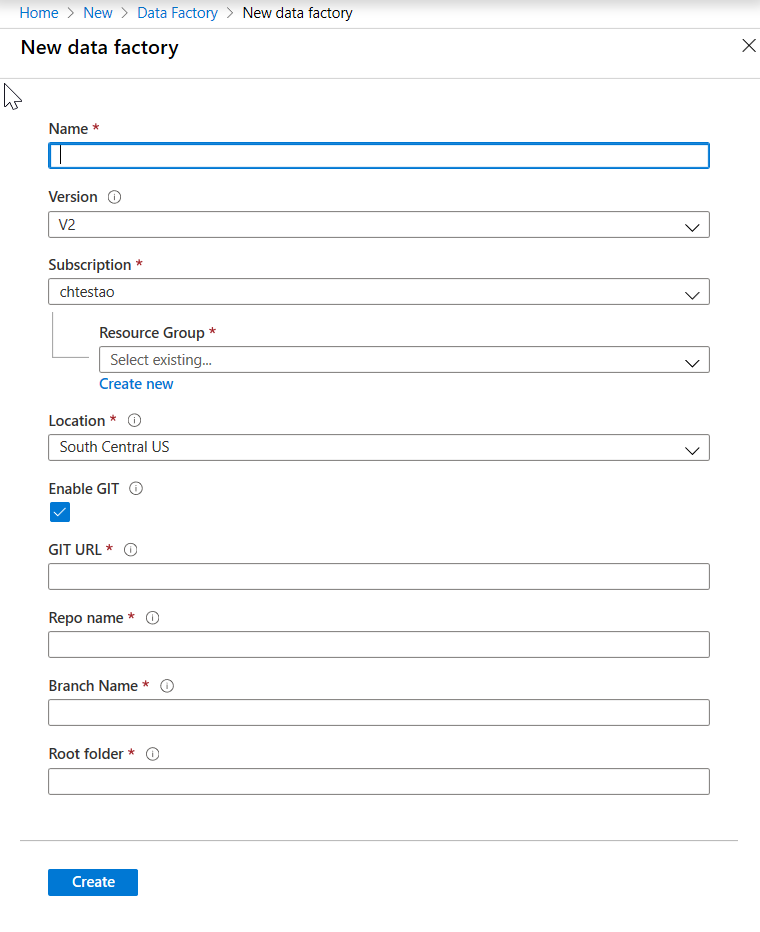 Home > New > Data Factory > New data factory
New data factory
Name *
Version
V2
Subscription *
chtestao
Resource Group *
Select existing...
Create new
Location *
South Central US
Enable GIT
GIT URL *
Repo name *
Branch Name *
Root folder *
Create